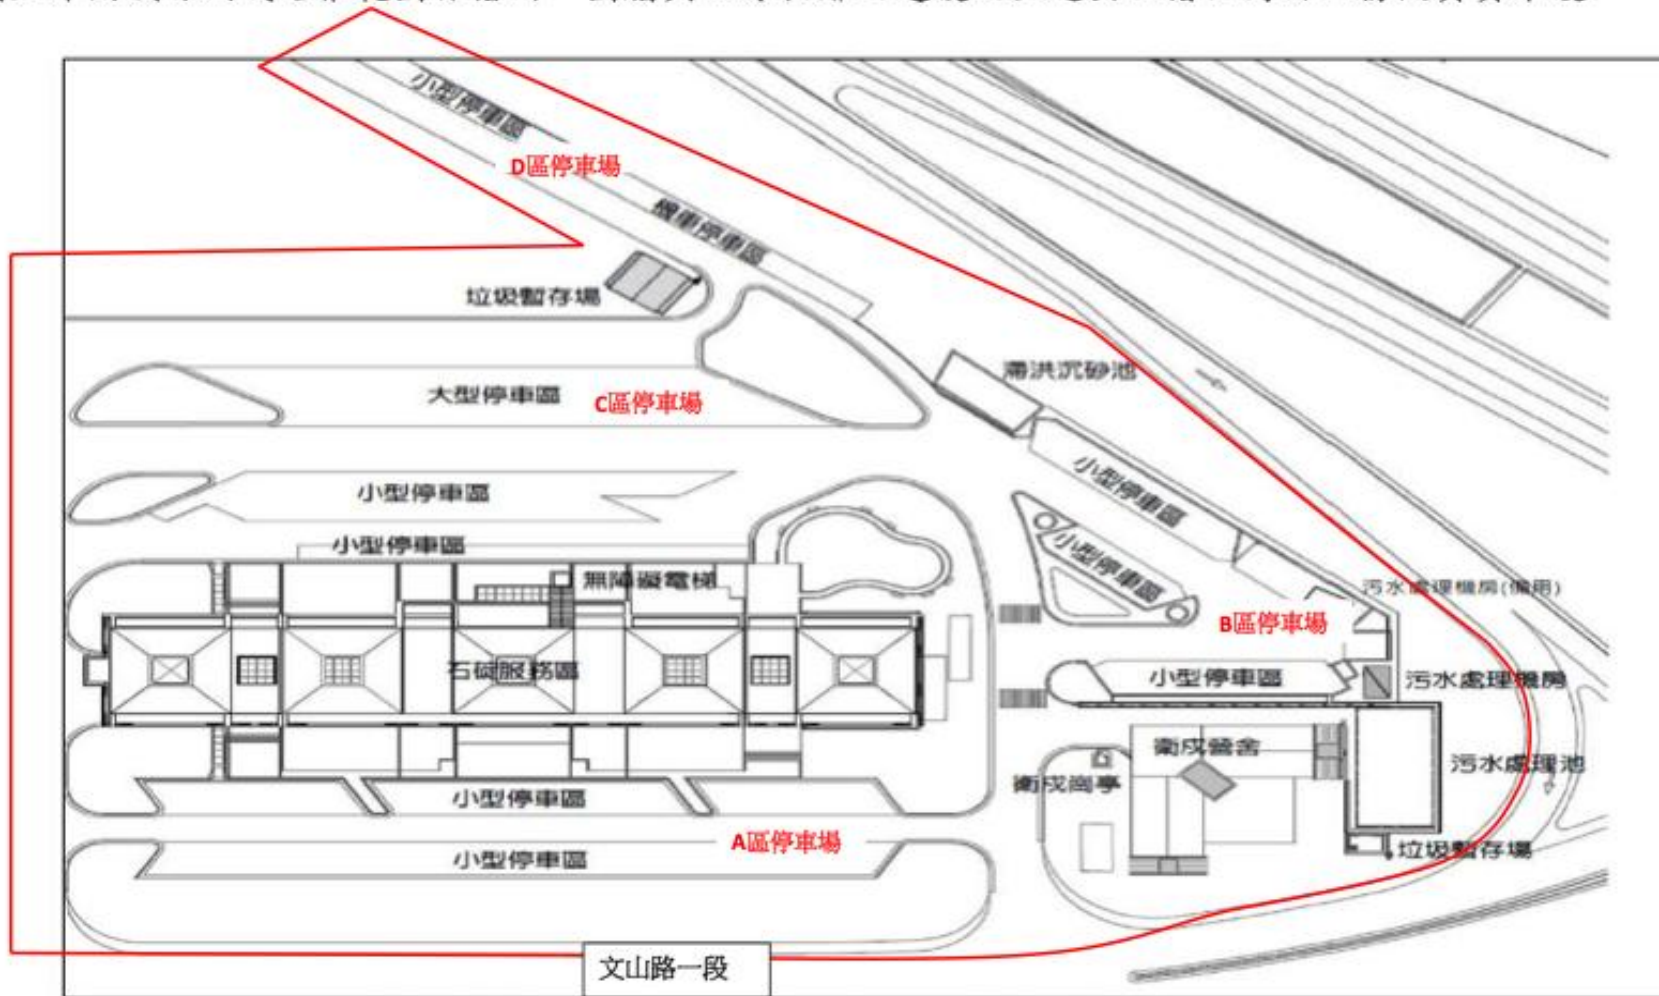 小型停車區
D區停車場
機車停車區
垃圾暫存場
滯洪沉砂池
大型停車區
C區停車場
小型停車區
小型停車區
小型停車區
小型停車區
無障礙電梯
污水處理機房(備用)
B區停車場
石碇服務區
小型停車區
污水處理機房
衛戍營舍
污水處理池
衛戍崗亭
小型停車區
A區停車場
小型停車區
垃圾暫存場
文山路一段